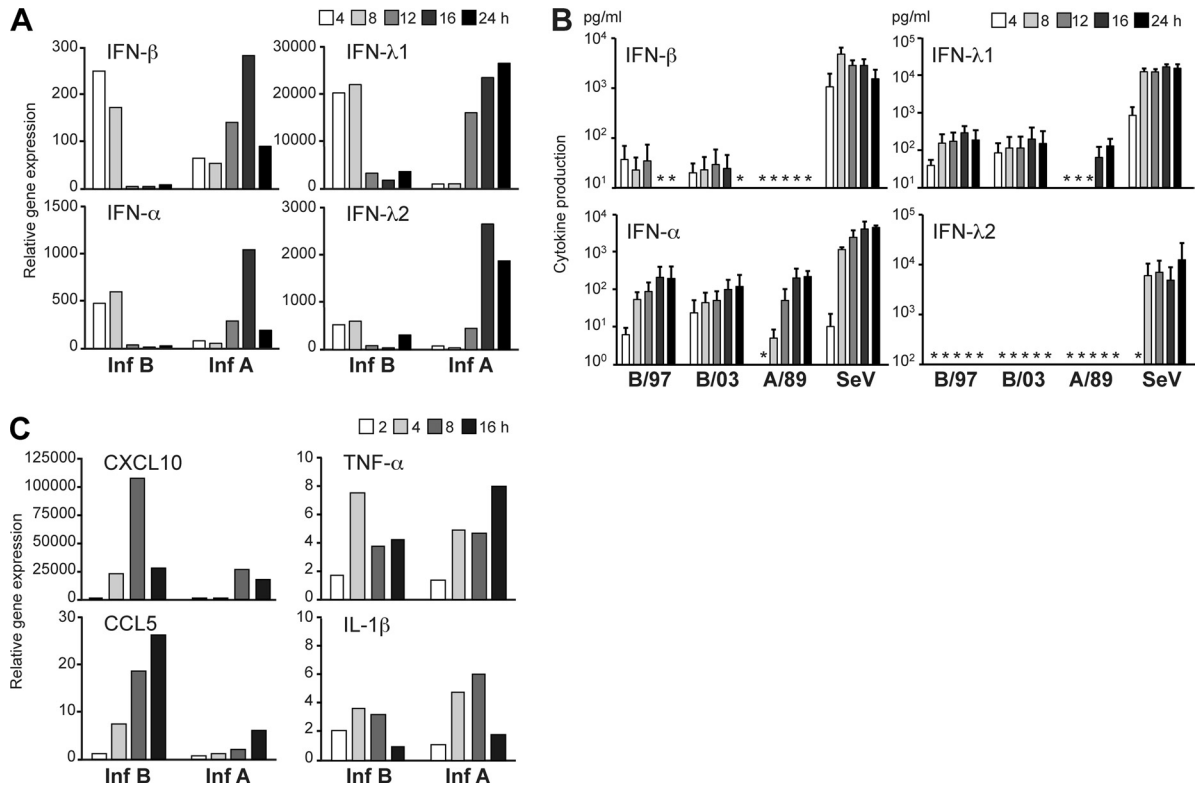 A
4 8 12 16 24 h
Relative gene expression
IFN-β
300
200
100
0
IFN-λ1
30000
20000
10000
0
IFN-α
1500
1000
500
0
IFN-λ2
3000
2000
1000
0
Inf B Inf A Inf B Inf A
B
4 8 12 16 24 h
Cytokine production
pg/ml
IFN-β
10⁴
10³
10²
10¹
* * * * * * * *
pg/ml
IFN-λ1
10⁵
10⁴
10³
10²
10¹
* * *
IFN-α
10⁴
10³
10²
10¹
10⁰
*
IFN-λ2
10⁵
10⁴
10³
10²
* * * * * * * * * * * * * * * *
B/97 B/03 A/89 SeV B/97 B/03 A/89 SeV
C
2 4 8 16 h
Relative gene expression
CXCL10
125000
100000
75000
50000
25000
0
TNF-α
10
8
6
4
2
0
CCL5
30
20
10
0
IL-1β
10
8
6
4
2
0
Inf B Inf A Inf B Inf A